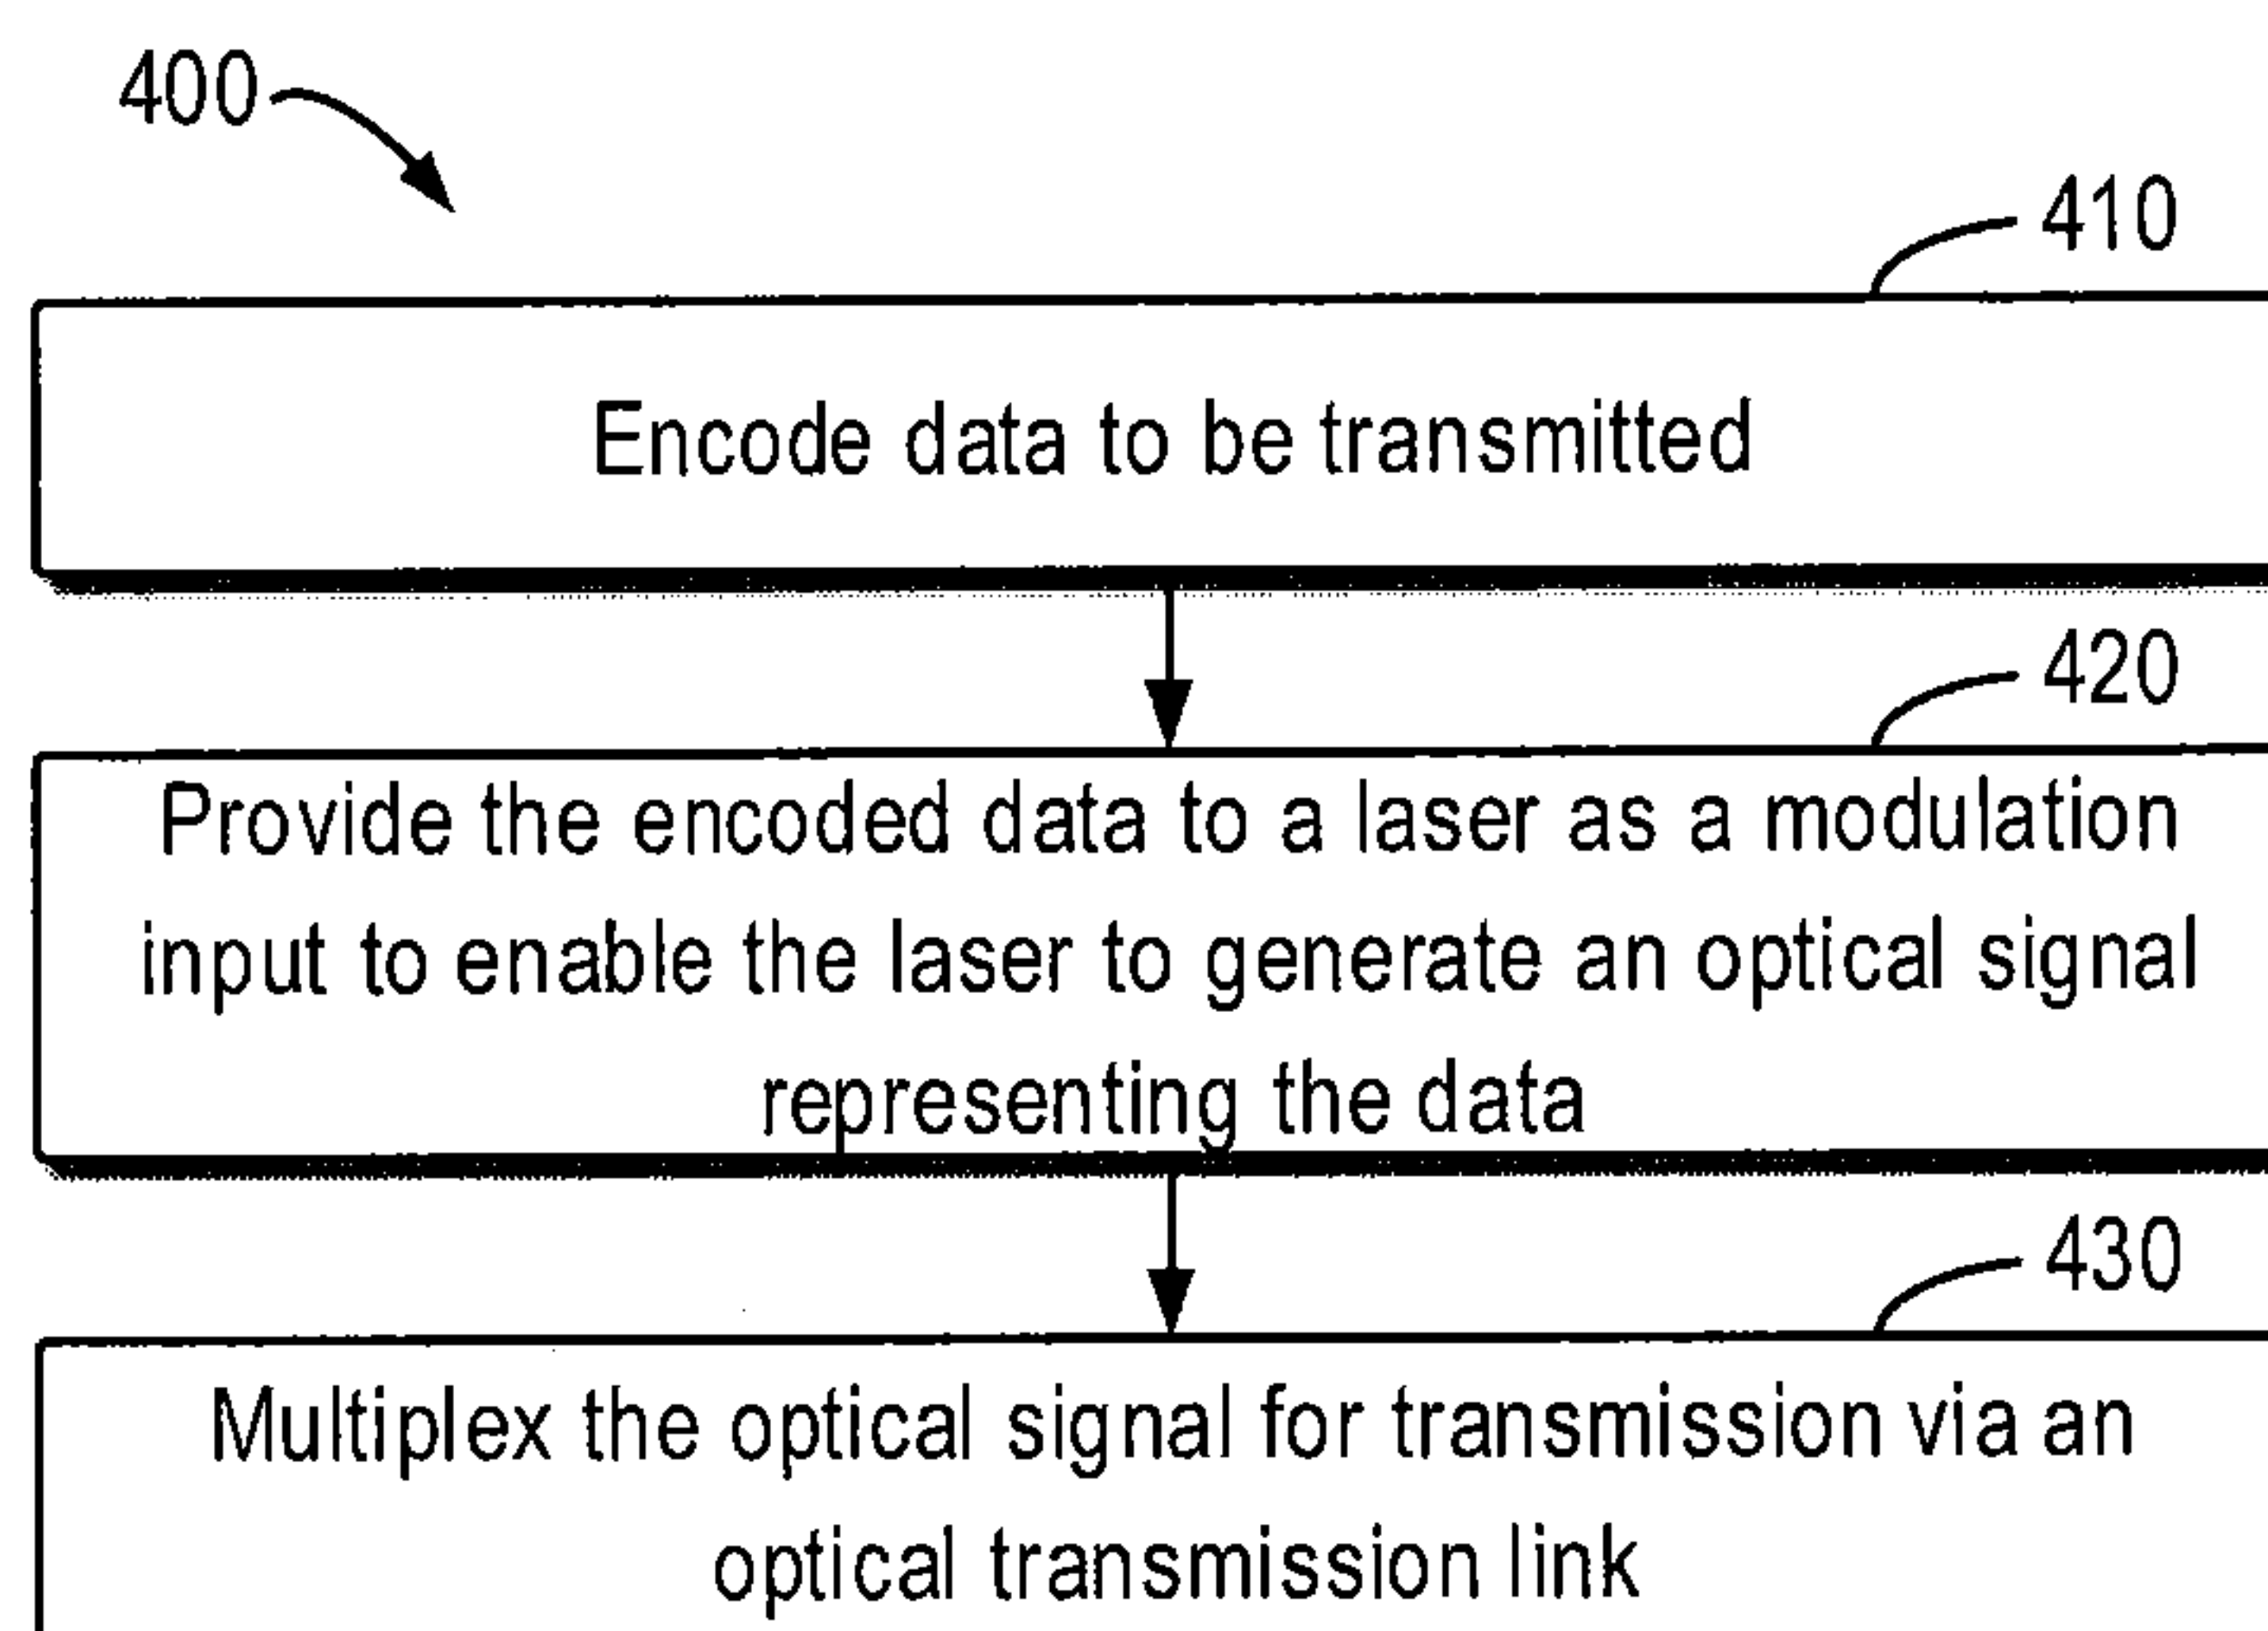 400
410
Encode data to be transmitted
420
Provide the encoded data to a laser as a modulation
input to enable the laser to generate an optical signal
representing the data
430
Multiplex the optical signal for transmission via an
optical transmission link